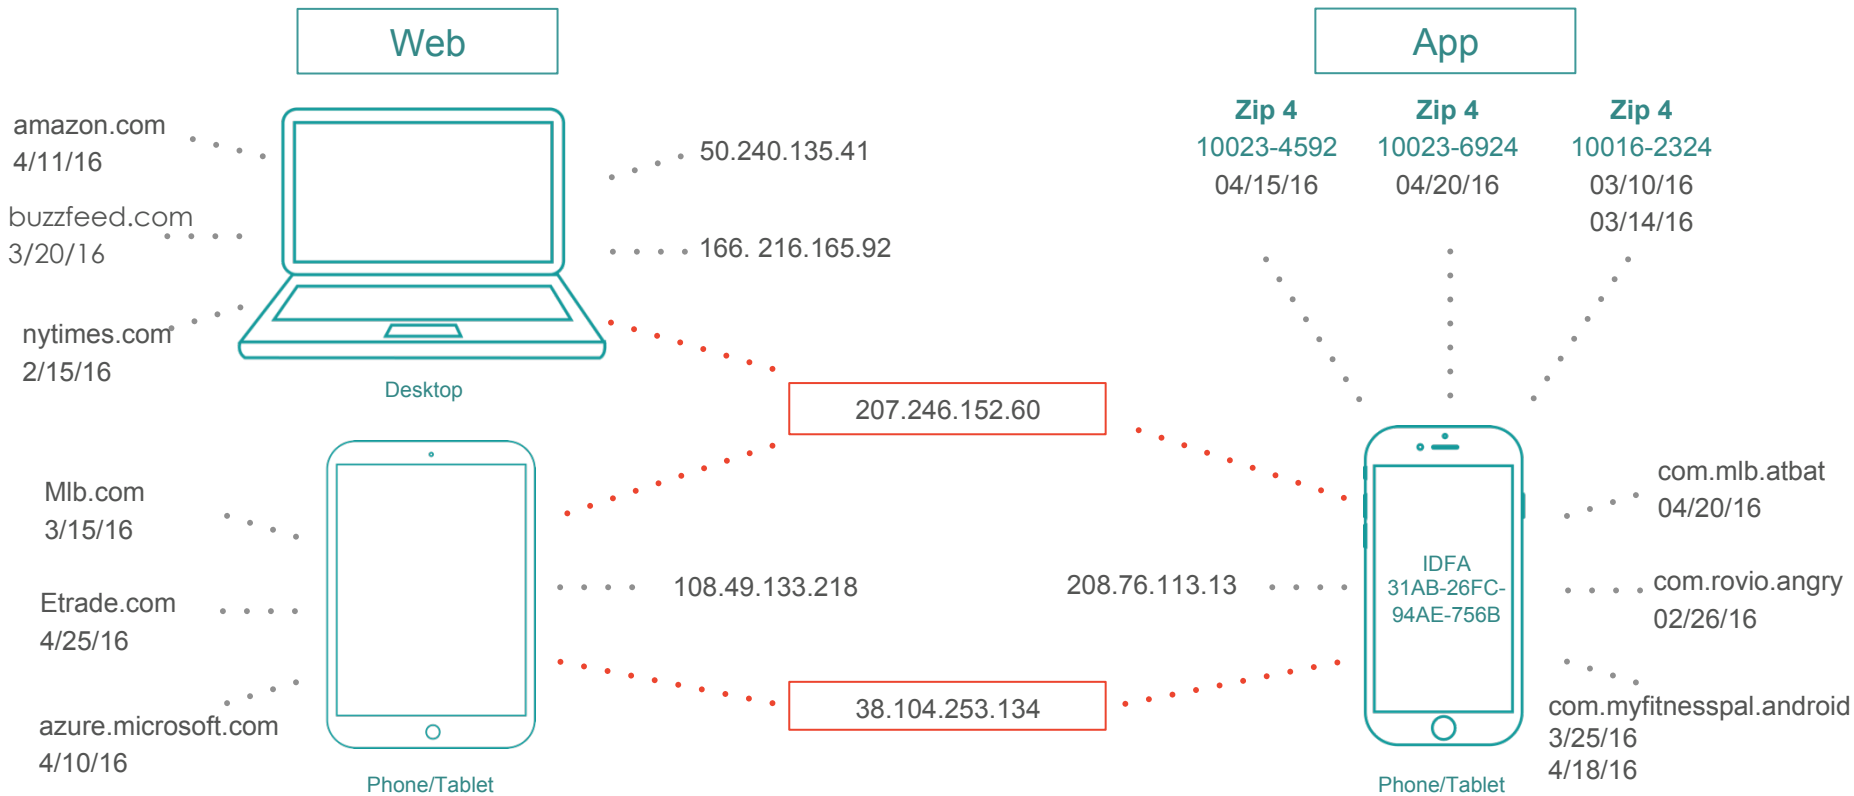 Web
amazon.com
4/11/16
buzzfeed.com
3/20/16
nytimes.com
2/15/16
50.240.135.41
166. 216.165.92
Desktop
207.246.152.60
Mlb.com
3/15/16
Etrade.com
4/25/16
azure.microsoft.com
4/10/16
108.49.133.218
38.104.253.134
Phone/Tablet
App
Zip 4
10023-4592
04/15/16
Zip 4
10023-6924
04/20/16
Zip 4
10016-2324
03/10/16
03/14/16
208.76.113.13
IDFA
31AB-26FC-
94AE-756B
com.mlb.atbat
04/20/16
com.rovio.angry
02/26/16
com.myfitnesspal.android
3/25/16
4/18/16
Phone/Tablet